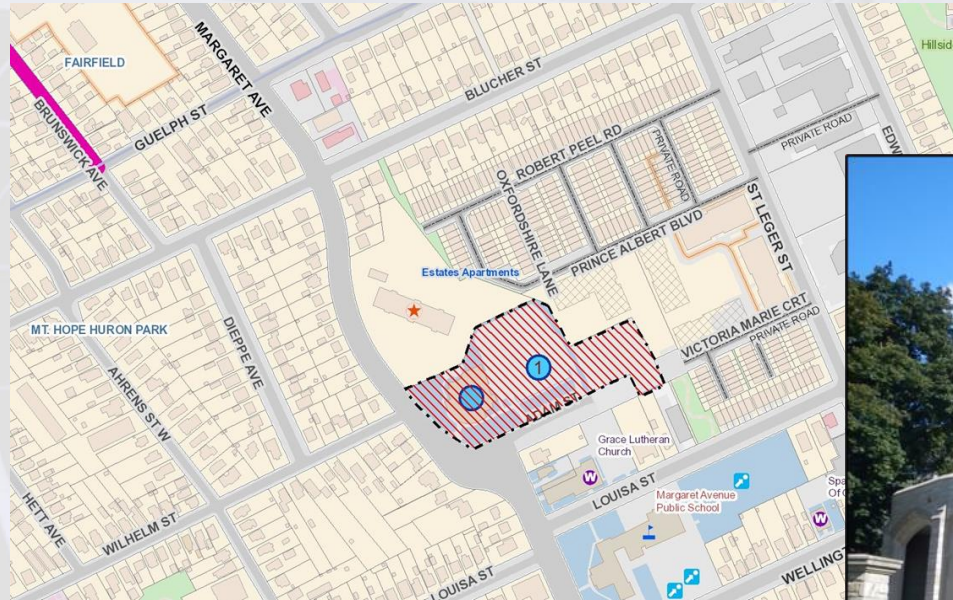 FAIRFIELD
MARGARET AVE
BRUNSWICK AVE
GUELPH ST
BLUCHER ST
Hillsid
PRIVATE ROAD
EDW
ROBERT PEEL RD
PRIVATE ROAD
OXFORDSHIRE LANE
PRINCE ALBERT BLVD
ST LEGER ST
Estates Apartments
MT. HOPE HURON PARK
DIEPPE AVE
AHRENS ST W
VICTORIA MARIE CRT
PRIVATE ROAD
1
ADAM ST
Grace Lutheran
Church
W
LOUISA ST
Margaret Avenue
Public School
Spa
Of
W
HETT AVE
WILHELM ST
LOUISA ST
WELLING